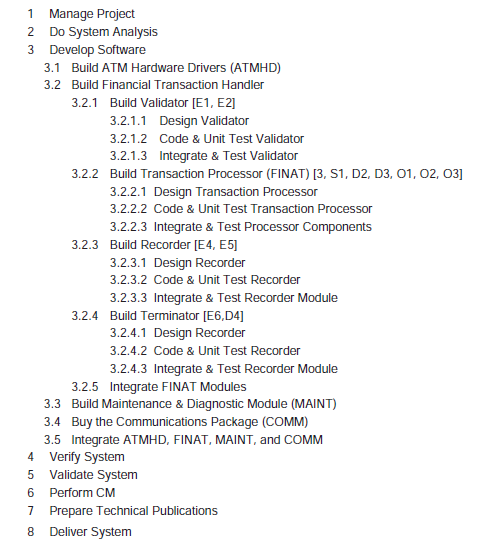 1 Manage Project
2 Do System Analysis
3 Develop Software
3.1 Build ATM Hardware Drivers (ATMHD)
3.2 Build Financial Transaction Handler
3.2.1 Build Validator [E1, E2]
3.2.1.1 Design Validator
3.2.1.2 Code & Unit Test Validator
3.2.1.3 Integrate & Test Validator
3.2.2 Build Transaction Processor (FINAT) [3, S1, D2, D3, O1, O2, O3]
3.2.2.1 Design Transaction Processor
3.2.2.2 Code & Unit Test Transaction Processor
3.2.2.3 Integrate & Test Processor Components
3.2.3 Build Recorder [E4, E5]
3.2.3.1 Design Recorder
3.2.3.2 Code & Unit Test Recorder
3.2.3.3 Integrate & Test Recorder Module
3.2.4 Build Terminator [E6,D4]
3.2.4.1 Design Recorder
3.2.4.2 Code & Unit Test Recorder
3.2.4.3 Integrate & Test Recorder Module
3.2.5 Integrate FINAT Modules
3.3 Build Maintenance & Diagnostic Module (MAINT)
3.4 Buy the Communications Package (COMM)
3.5 Integrate ATMHD, FINAT, MAINT, and COMM
4 Verify System
5 Validate System
6 Perform CM
7 Prepare Technical Publications
8 Deliver System